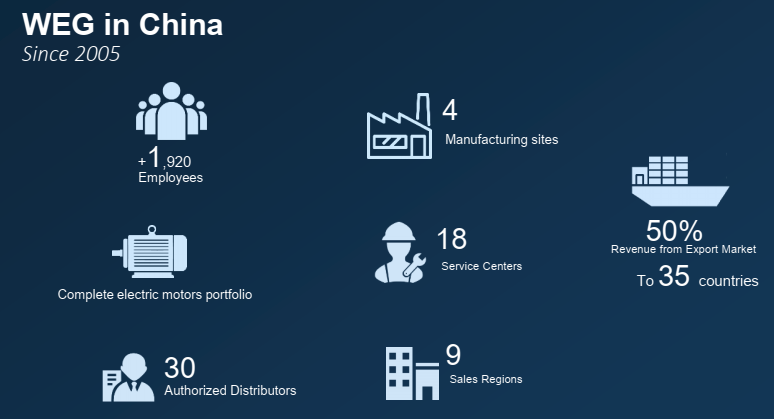 WEG in China
Since 2005
+1,920
Employees
4
Manufacturing sites
50%
Revenue from Export Market
To 35 countries
Complete electric motors portfolio
18
Service Centers
30
Authorized Distributors
9
Sales Regions